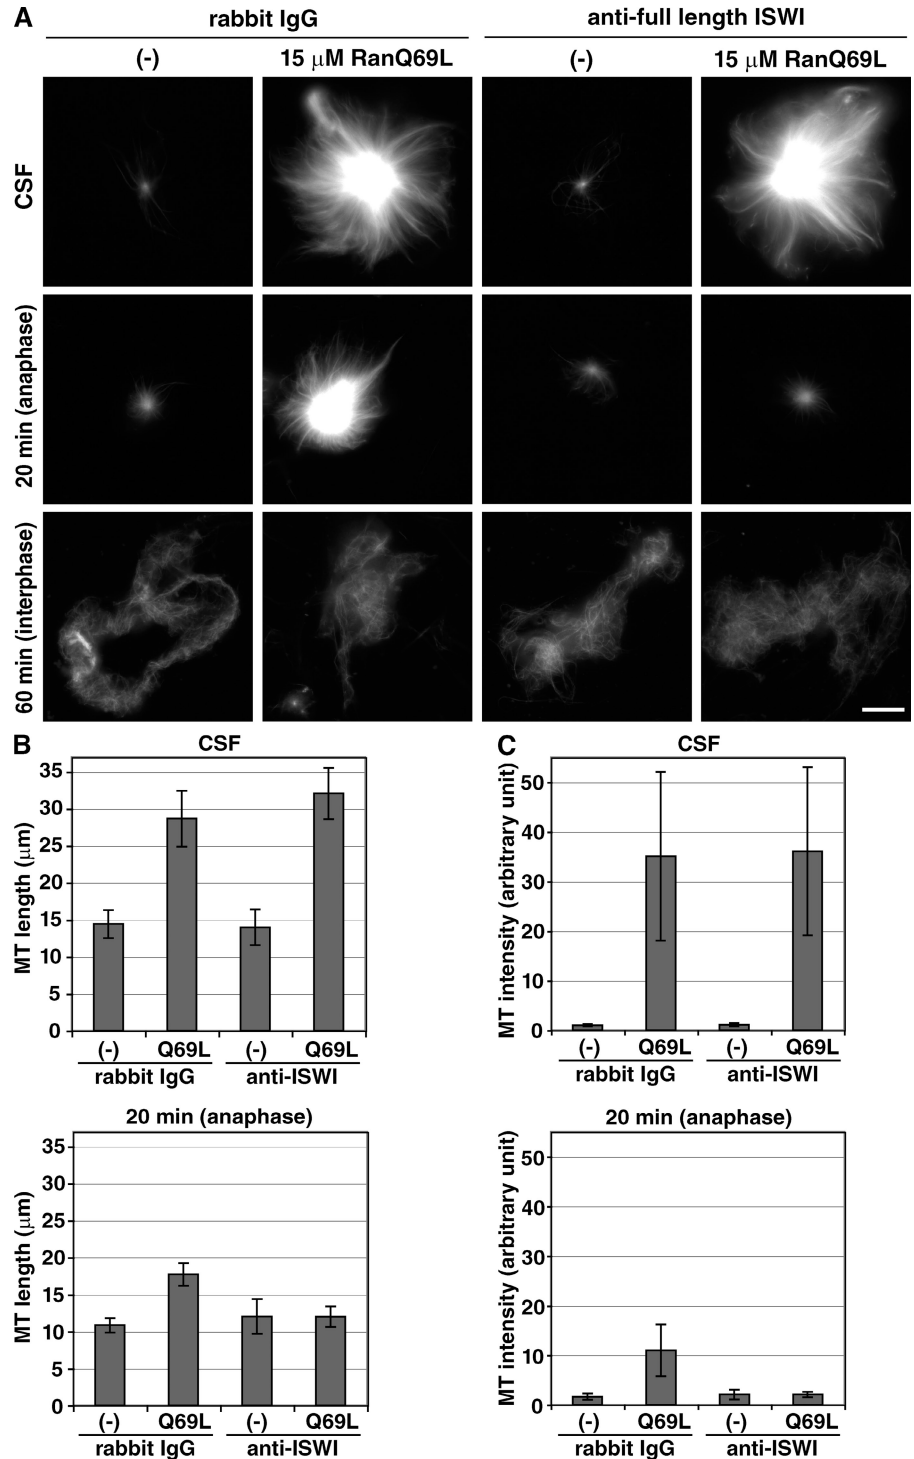 A
rabbit IgG
anti-full length ISWI
(-)
15 μM RanQ69L
(-)
15 μM RanQ69L
CSF
20 min (anaphase)
60 min (interphase)
B
CSF
MT length (μm)
35
30
25
20
15
10
5
0
(-) Q69L (-) Q69L
rabbit IgG anti-ISWI
C
CSF
MT intensity (arbitrary unit)
50
40
30
20
10
0
(-) Q69L (-) Q69L
rabbit IgG anti-ISWI
20 min (anaphase)
MT length (μm)
35
30
25
20
15
10
5
0
(-) Q69L (-) Q69L
rabbit IgG anti-ISWI
20 min (anaphase)
MT intensity (arbitrary unit)
50
40
30
20
10
0
(-) Q69L (-) Q69L
rabbit IgG anti-ISWI